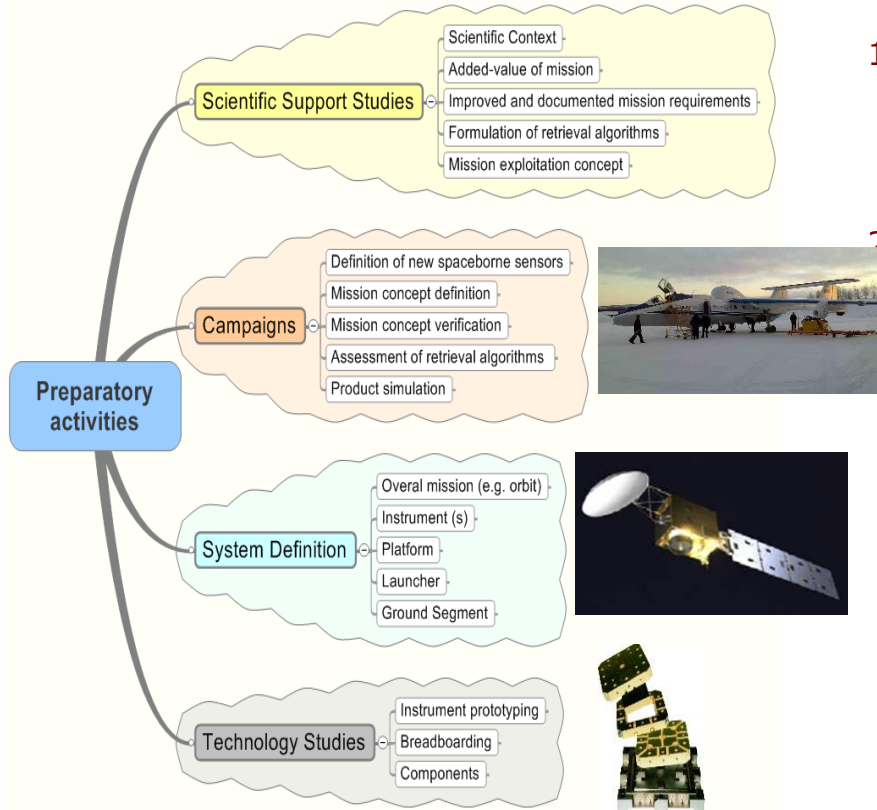 Scientific Support Studies
Scientific Context
Added-value of mission
Improved and documented mission requirements
Formulation of retrieval algorithms
Mission exploitation concept
Campaigns
Definition of new spaceborne sensors
Mission concept definition
Mission concept verification
Assessment of retrieval algorithms
Product simulation
Preparatory
activities
System Definition
Overal mission (e.g. orbit)
Instrument (s)
Platform
Launcher
Ground Segment
Technology Studies
Instrument prototyping
Breadboarding
Components